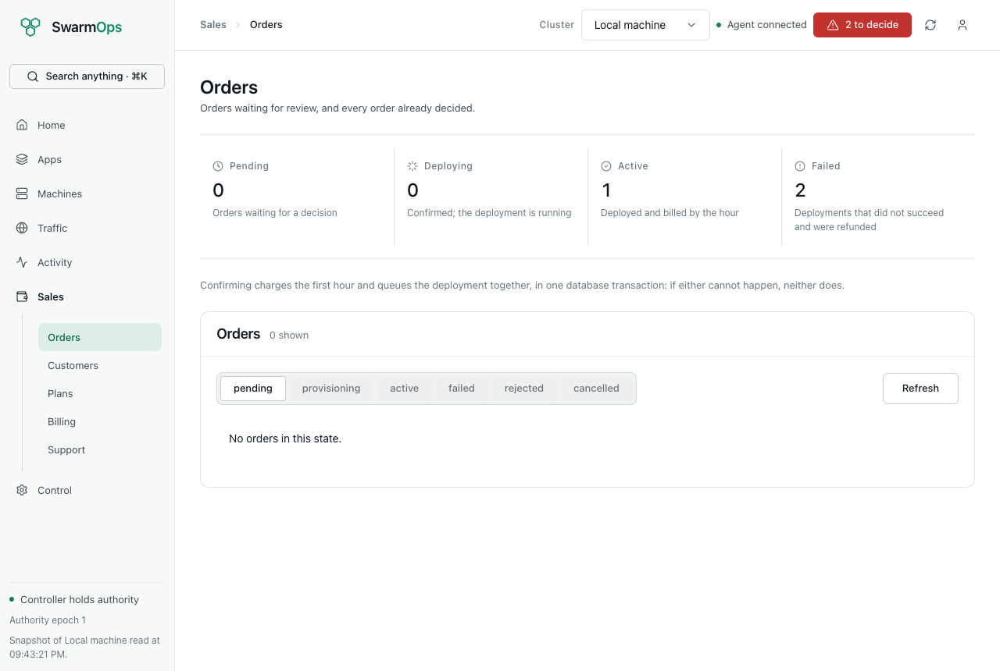 SwarmOps
Search anything · ⌘K
Home
Apps
Machines
Traffic
Activity
Sales
Orders
Customers
Plans
Billing
Support
Control
Controller holds authority
Authority epoch 1
Snapshot of Local machine read at
09:43:21 PM.
Sales > Orders
Cluster
Local machine
Agent connected
2 to decide
Orders
Orders waiting for review, and every order already decided.
Pending
0
Orders waiting for a decision
Deploying
0
Confirmed; the deployment is running
Active
1
Deployed and billed by the hour
Failed
2
Deployments that did not succeed
and were refunded
Confirming charges the first hour and queues the deployment together, in one database transaction: if either cannot happen, neither does.
Orders 0 shown
pending
provisioning
active
failed
rejected
cancelled
Refresh
No orders in this state.